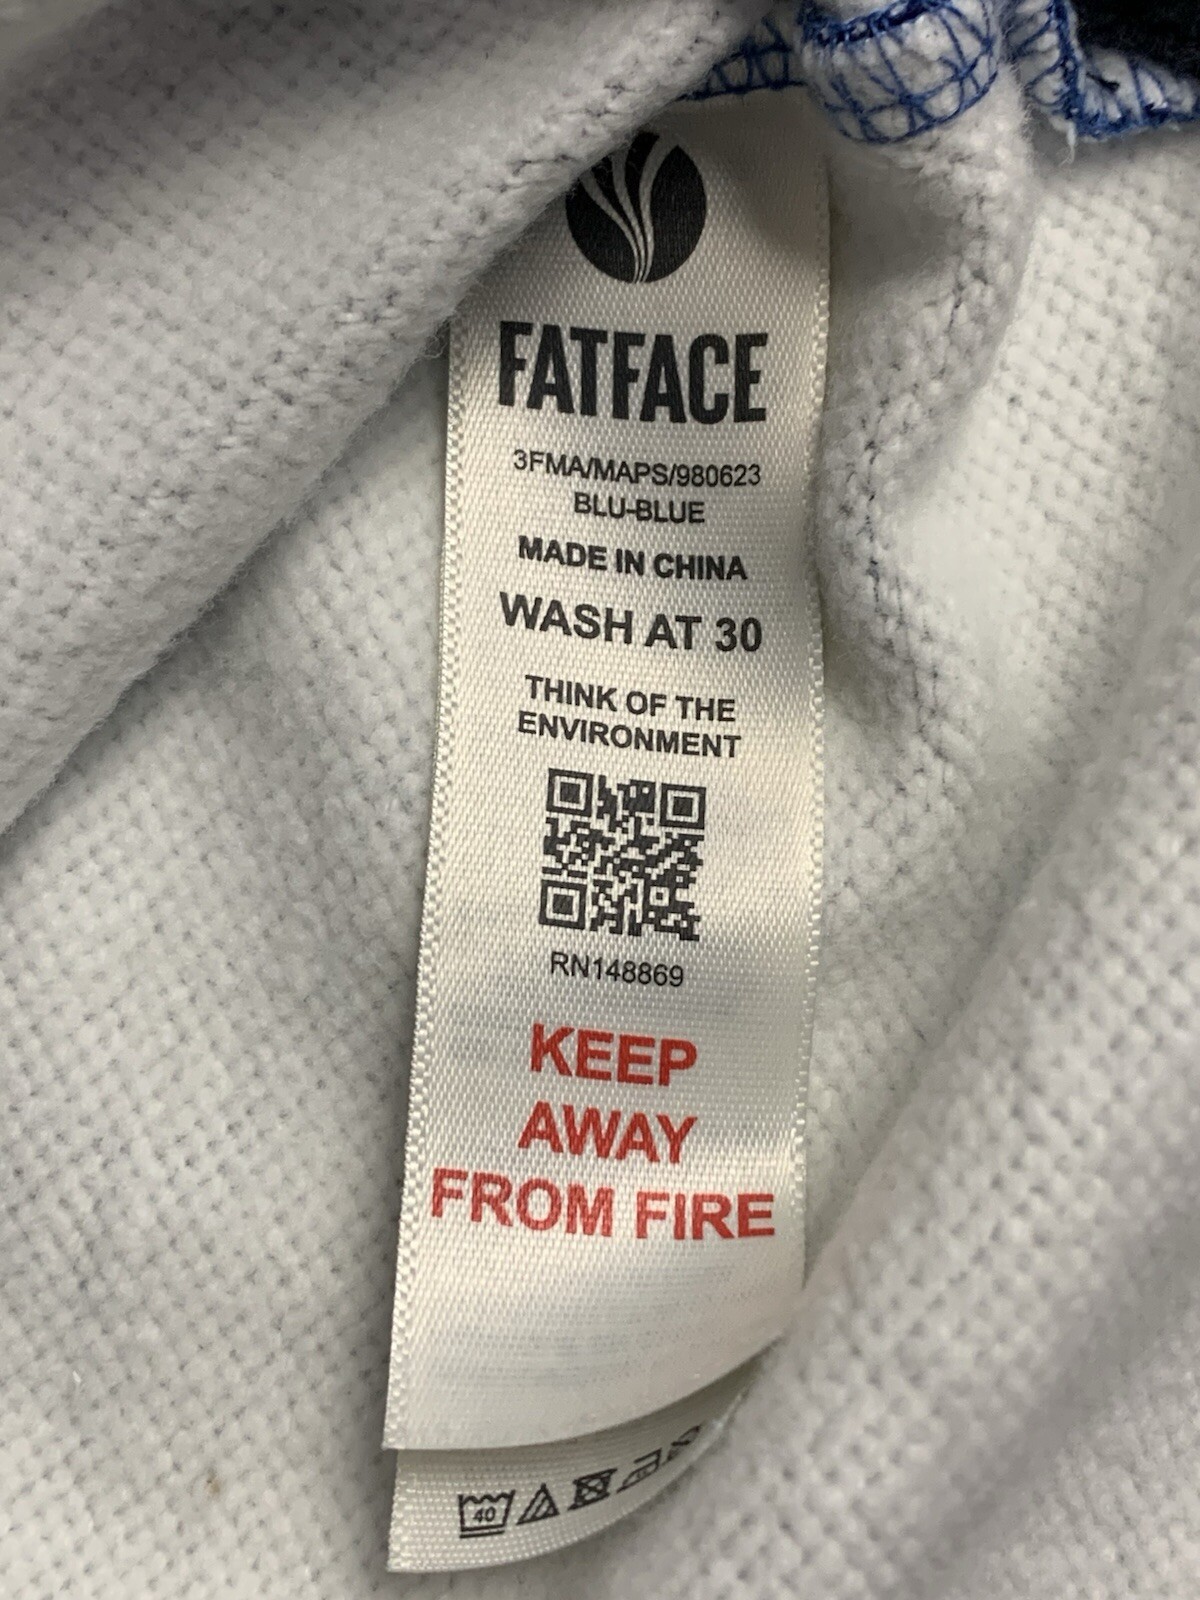 FATFACE
3FMA/MAPS/980623
BLU-BLUE
MADE IN CHINA
WASH AT 30
THINK OF THE
ENVIRONMENT
RN148869
KEEP
AWAY
FROM FIRE
40